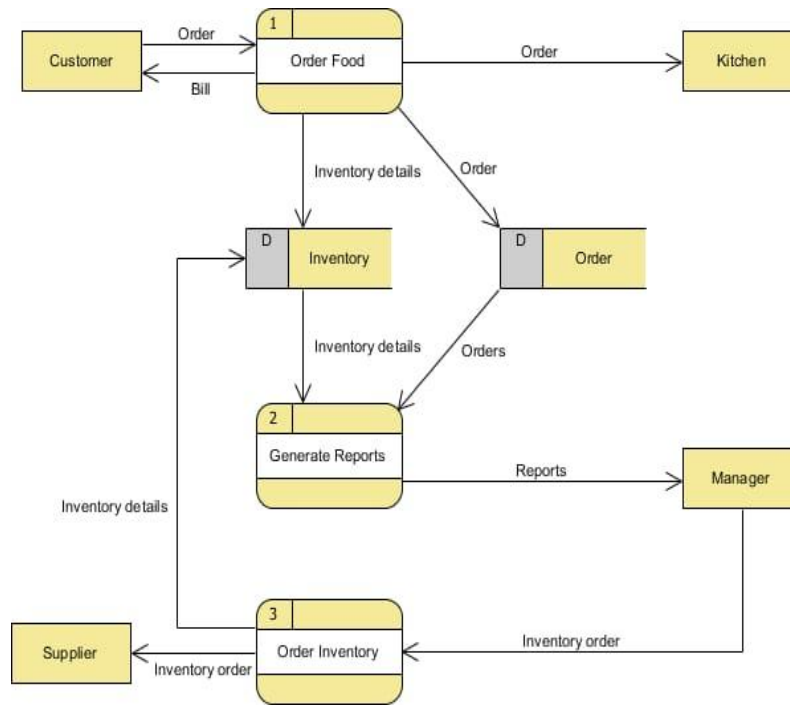 1
Order
Customer
Order Food
Order
Kitchen
Bill
Inventory details
Order
D
Inventory
D
Order
Inventory details
Orders
2
Generate Reports
Reports
Manager
Inventory details
3
Order Inventory
Inventory order
Supplier
Inventory order